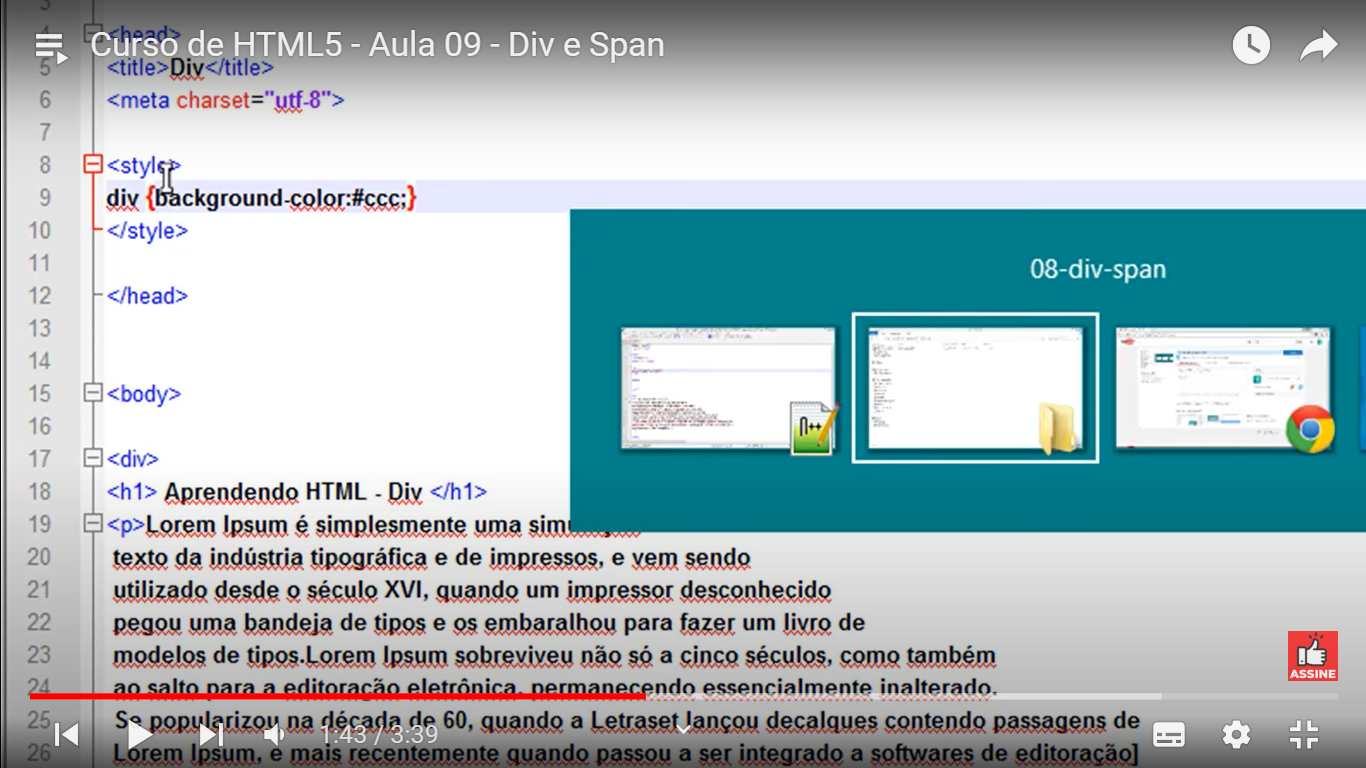 3
4 <head>
Curso de HTML5 - Aula 09 - Div e Span
5 <title>Div</title>
6 <meta charset="utf-8">
7
8 <style>
9 div {background-color:#ccc;}
10 </style>
11
08-div-span
12 </head>
13
14
15 <body>
16
17 <div>
18 <h1> Aprendendo HTML - Div </h1>
19 <p>Lorem Ipsum é simplesmente uma
20 texto da indústria tipográfica e de impressos, e vem sendo
21 utilizado desde o século XVI, quando um impressor desconhecido
22 pegou uma bandeja de tipos e os embaralhou para fazer um livro de
23 modelos de tipos.Lorem Ipsum sobreviveu não só a cinco séculos, como também
ASSINE
24 ao salto para a editoração eletrônica, permanecendo essencialmente inalterado.
25 Se popularizou na década de 60, quando a Letraset lançou decalques contendo passagens de
1:43 / 3:39
26 Lorem Ipsum, e mais recentemente quando passou a ser integrado a softwares de editoração]